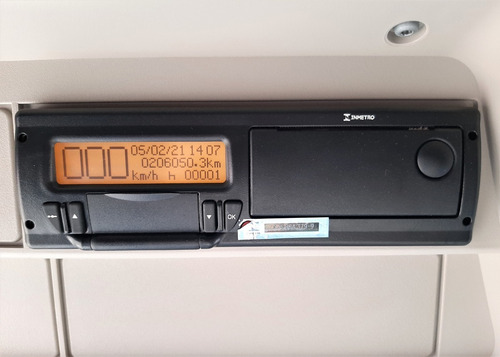 INMETRO
000
05/02/21 14 07
0206050.3km
km/h h 00001
OK